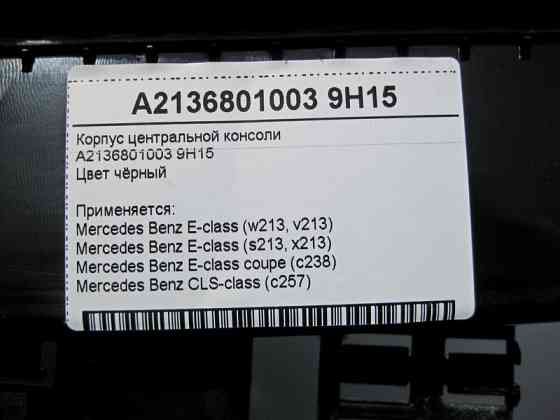 A2136801003 9H15
Корпус центральной консоли
A2136801003 9H15
Цвет чёрный
Применяется:
Mercedes Benz E-class (w213, v213)
Mercedes Benz E-class (s213, x213)
Mercedes Benz E-class coupe (c238)
Mercedes Benz CLS-class (c257)